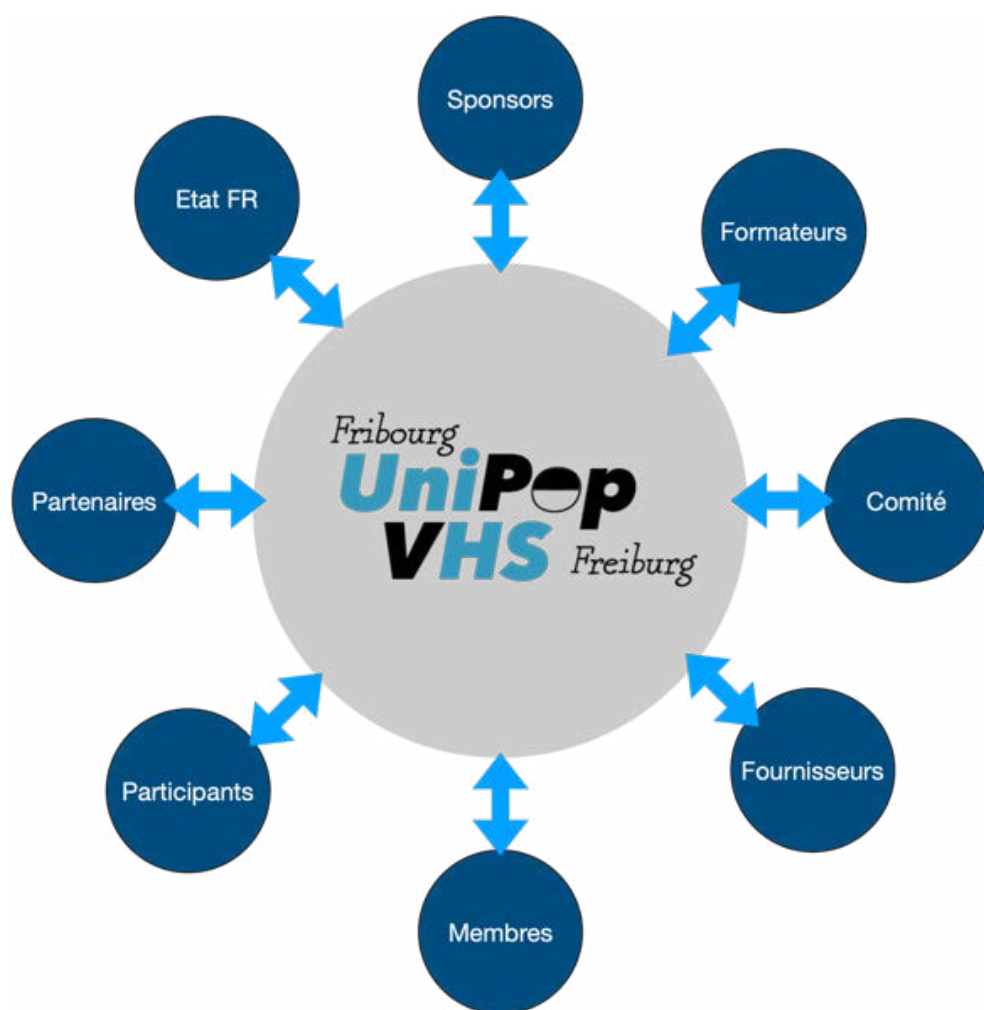 Sponsors
Etat FR
Formateurs
Fribourg
UniPop
VHS
Freiburg
Partenaires
Comité
Participants
Fournisseurs
Membres